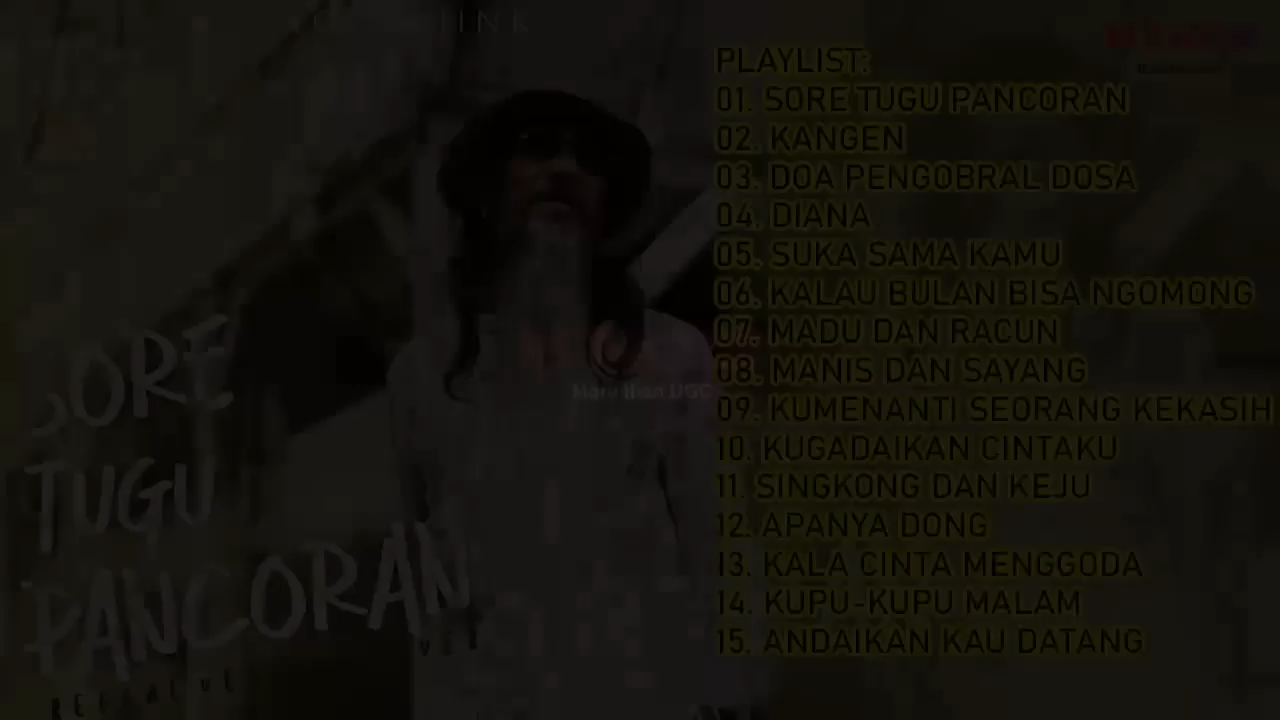 PLAYLIST:
01. SORE TUGU PANCORAN
02. KANGEN
03. DOA PENGOBRAL DOSA
04. DIANA
05. SUKA SAMA KAMU
06. KALAU BULAN BISA NGOMONG
07. MADU DAN RACUN
08. MANIS DAN SAYANG
09. KUMENANTI SEORANG KEKASIH
10. KUGADAIKAN CINTAKU
11. SINGKONG DAN KEJU
12. APANYA DONG
13. KALA CINTA MENGGODA
14. KUPU-KUPU MALAM
15. ANDAIKAN KAU DATANG
SORE
TUGU
PANCORAN
More than UGC